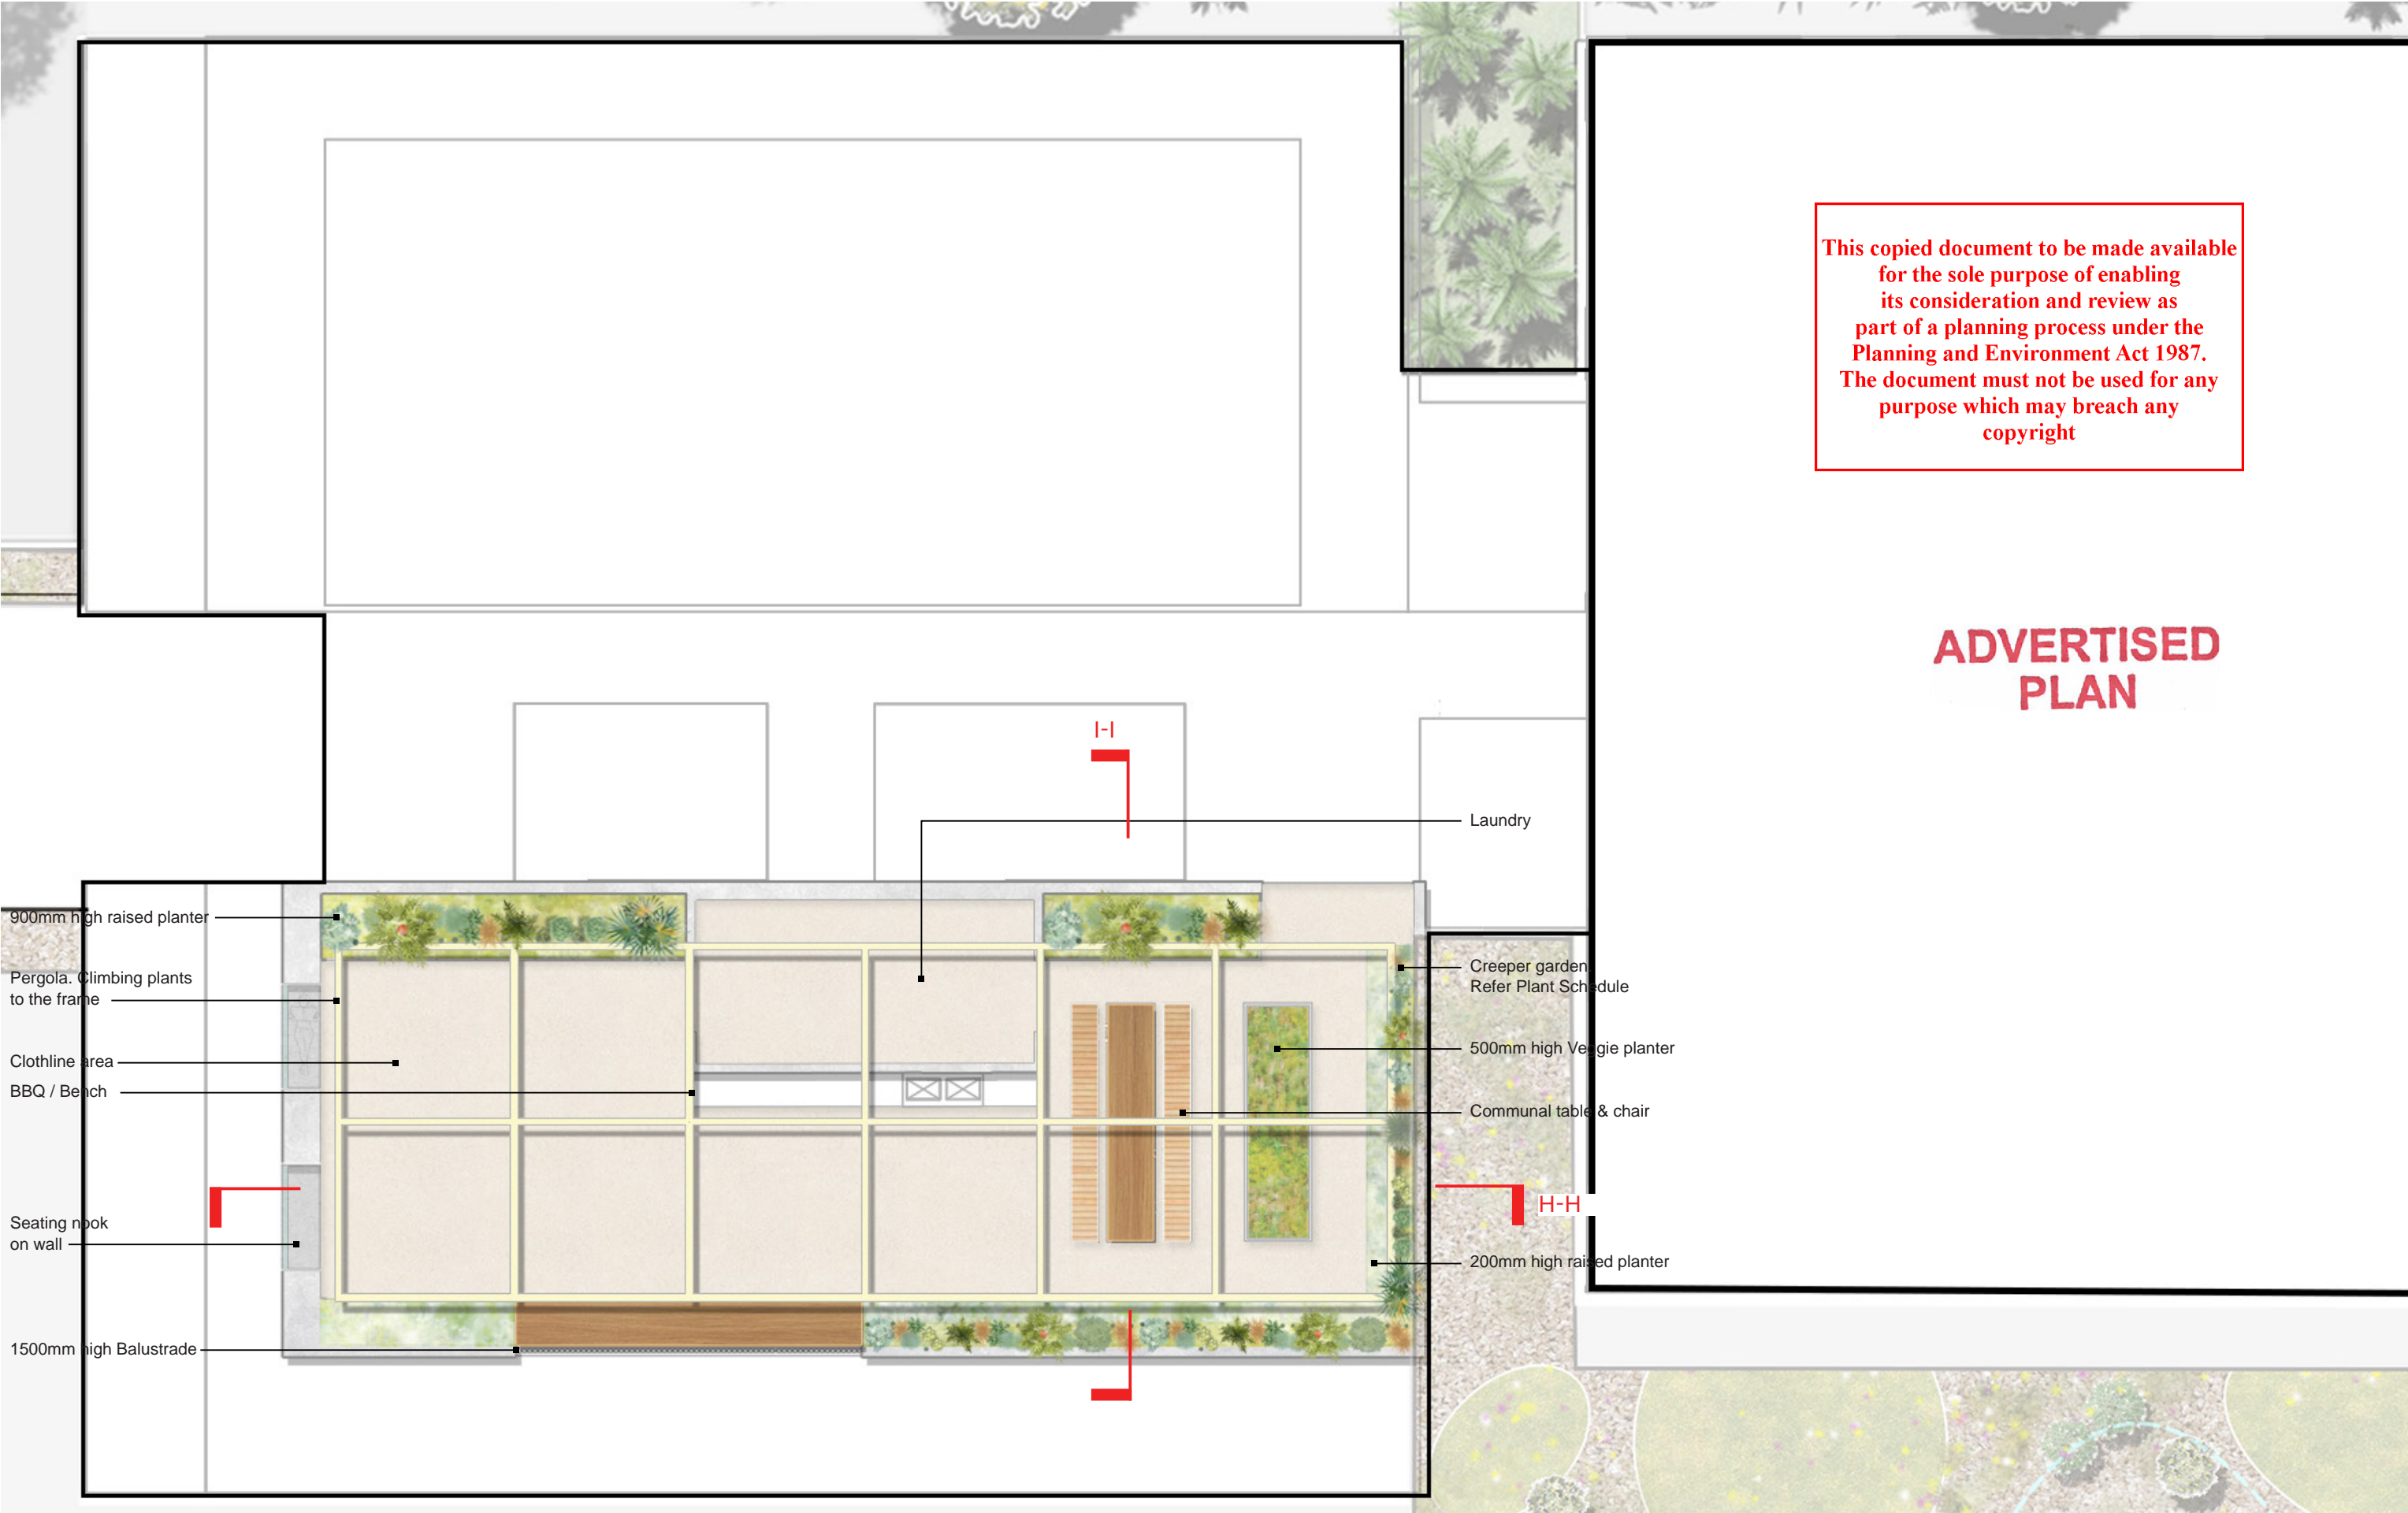 This copied document to be made available
for the sole purpose of enabling
its consideration and review as
part of a planning process under the
Planning and Environment Act 1987.
The document must not be used for any
purpose which may breach any
copyright
ADVERTISED
PLAN
I-I
Laundry
900mm high raised planter
Pergola. Climbing plants
to the frame
Clothline area
BBQ / Bench
Seating nook
on wall
1500mm high Balustrade
Creeper garden
Refer Plant Schedule
500mm high Veggie planter
Communal table & chair
H-H
200mm high raised planter